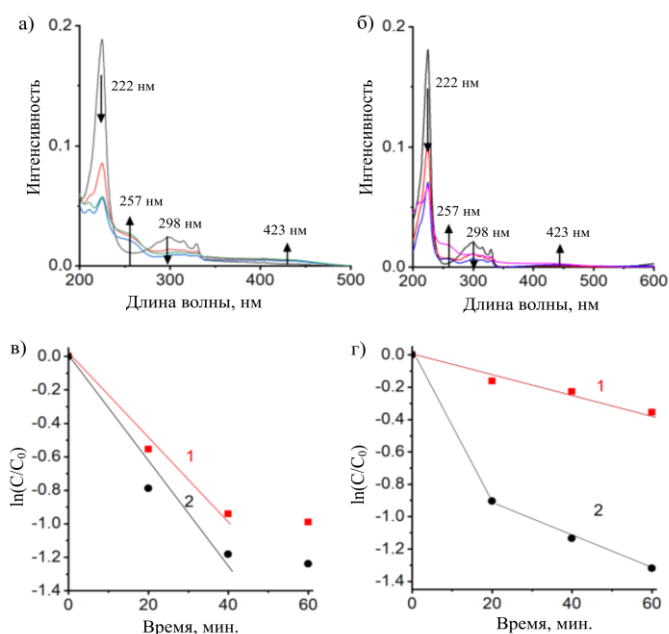 а)
Интенсивность
0.2
0.1
0.0
222 нм
257 нм
298 нм
423 нм
200
300
400
500
Длина волны, нм
б)
Интенсивность
0.2
0.1
0.0
222 нм
257 нм
298 нм
423 нм
200
300
400
500
600
Длина волны, нм
в)
ln(C/C0)
0.0
-0.2
-0.4
-0.6
-0.8
-1.0
-1.2
-1.4
1
2
0
20
40
60
Время, мин.
г)
ln(C/C0)
0.0
-0.2
-0.4
-0.6
-0.8
-1.0
-1.2
-1.4
1
2
0
20
40
60
Время, мин.